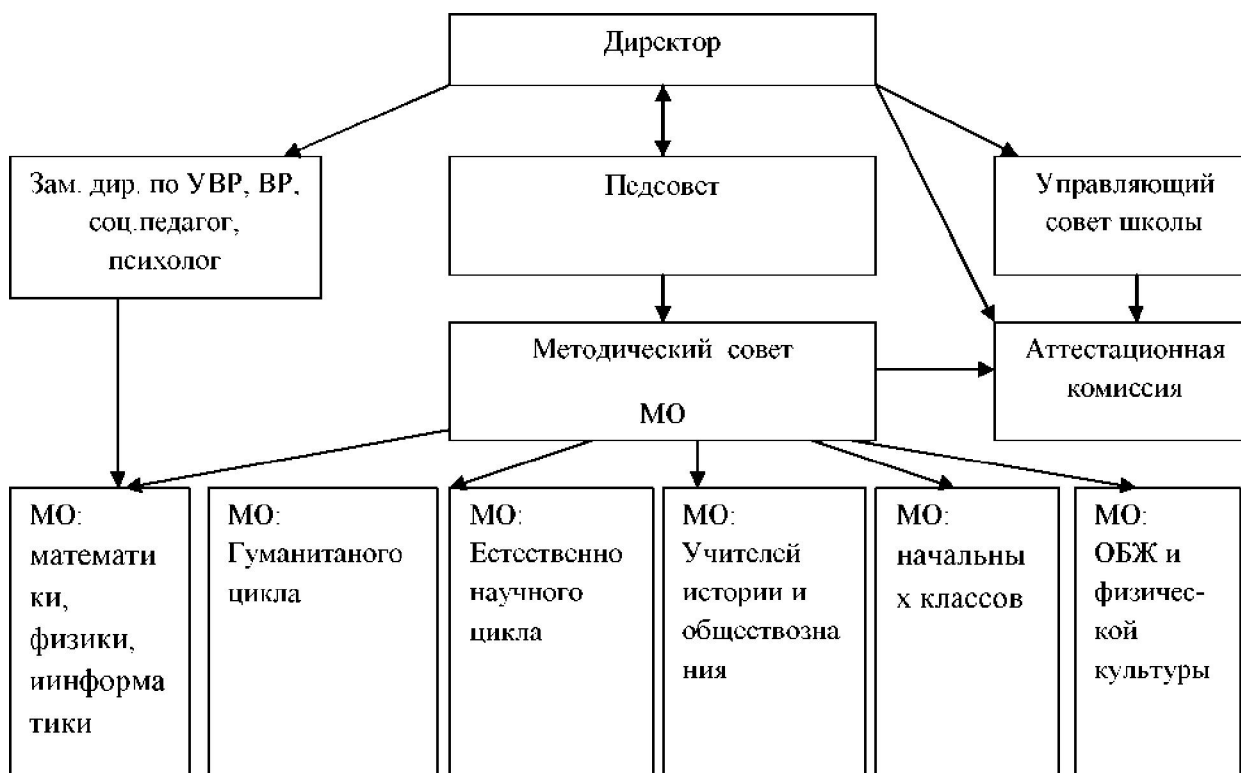 Директор
Зам. дир. по УВР, ВР,
соц.педагог,
психолог
Педсовет
Управляющий
совет школы
Методический совет
МО
Аттестационная
комиссия
МО:
математи
ки,
физики,
иинформа
тики
МО:
Гуманитаного
цикла
МО:
Естественно
научного
цикла
МО:
Учителей
истории и
обществозна
ния
МО:
начальны
х классов
МО:
ОБЖ и
физичес-
кой
культуры